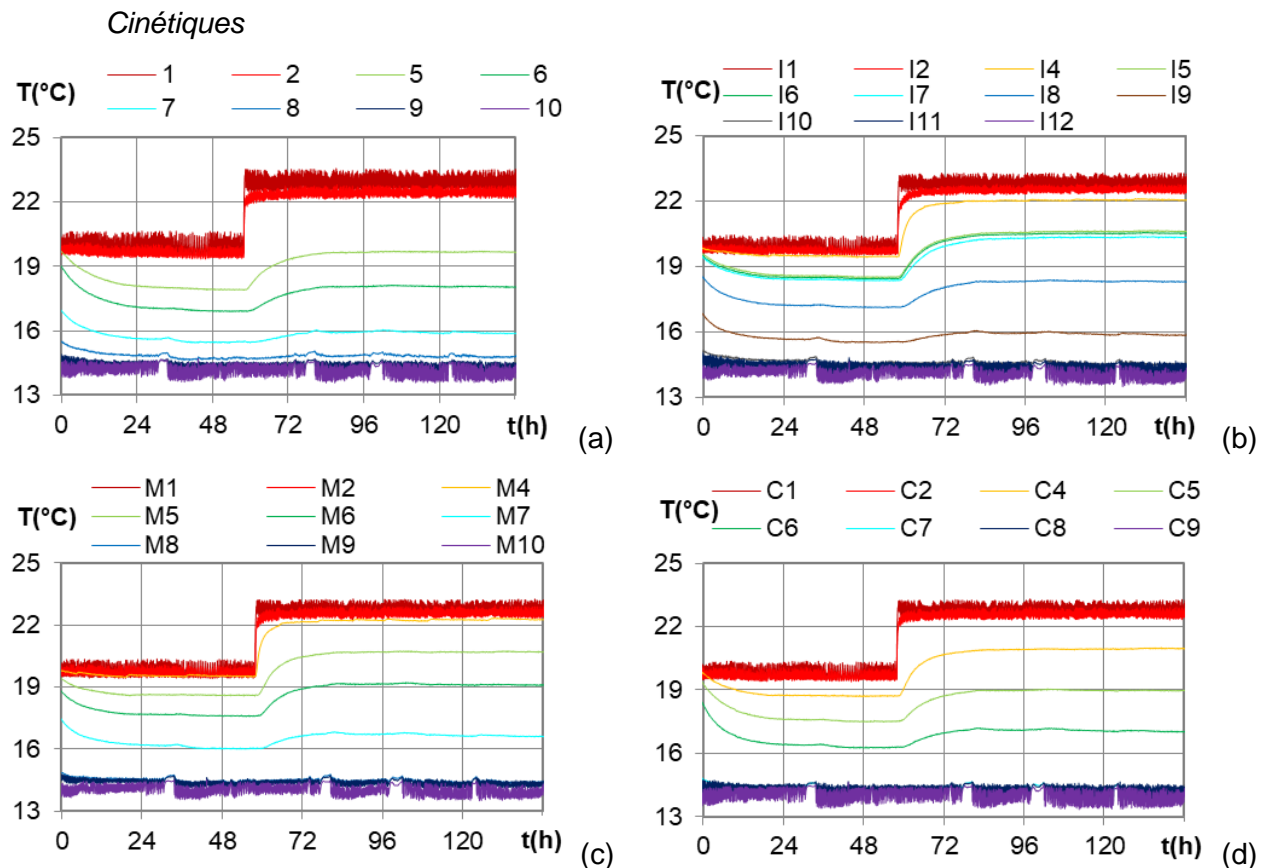 Cinétiques
1 2 5 6
T(°C)
7 8 9 10
25
22
19
16
13
0 24 48 72 96 120 t(h)
(a)
I1 I2 I4 I5
T(°C)
I6 I7 I8 I9
I10 I11 I12
25
22
19
16
13
0 24 48 72 96 120 t(h)
(b)
M1 M2 M4
M5 M6 M7
T(°C)
M8 M9 M10
25
22
19
16
13
0 24 48 72 96 120 t(h)
(c)
C1 C2 C4 C5
T(°C)
C6 C7 C8 C9
25
22
19
16
13
0 24 48 72 96 120 t(h)
(d)